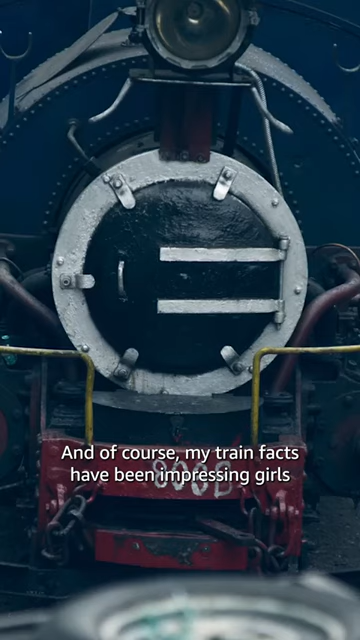 And of course, my train facts
have been impressing girls